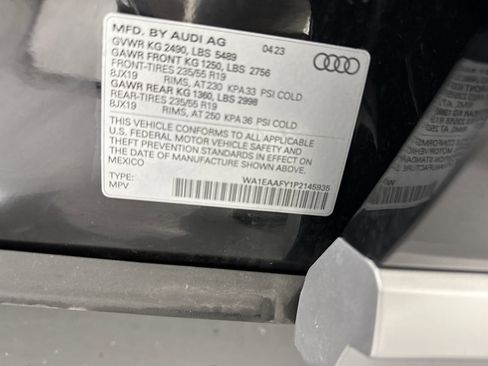 MFD. BY AUDI AG 04.23
GVWR KG 2490, LBS 5489
GAWR FRONT KG 1250, LBS 2756
FRONT-TIRES 235/55 R19
8JX19 RIMS, AT 230 KPA 33 PSI COLD
GAWR REAR KG 1360, LBS 2998
REAR-TIRES 235/55 R19
8JX19 RIMS, AT 250 KPA 36 PSI COLD
THIS VEHICLE CONFORMS TO ALL APPLICABLE
U.S. FEDERAL MOTOR VEHICLE SAFETY AND
THEFT PREVENTION STANDARDS IN EFFECT ON
THE DATE OF MANUFACTURE SHOWN ABOVE.
MEXICO
WA1EAAFY1P2145935
TYPE:
MPV